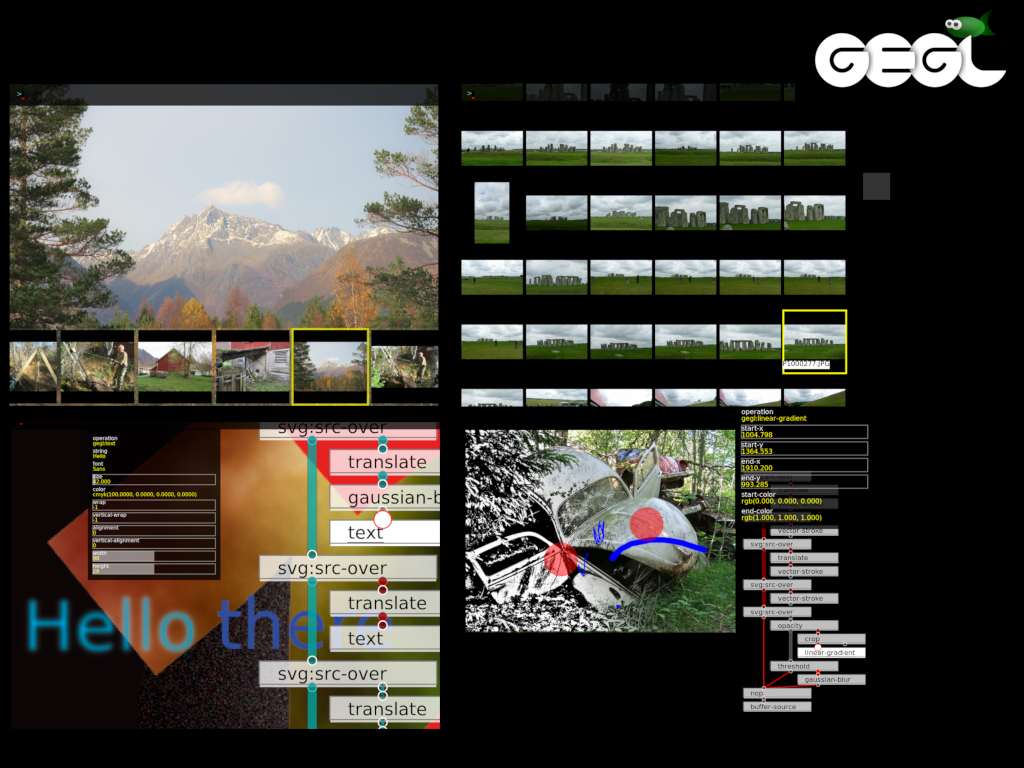 GEGL
>_
>_
P1000277.JPG
operation
gegl:text
string
Hello
font
Sans
size
color
cmyk(100.0000, 0.0000, 0.0000, 0.0000)
wrap
-1
vertical-wrap
-1
alignment
0
vertical-alignment
0
width
height
Hello there
svg:src-over
translate
gaussian-b
text
svg:src-over
translate
text
svg:src-over
translate
operation
gegl:linear-gradient
start-x
1004.798
start-y
1364.553
end-x
1910.200
end-y
993.285
start-color
rgb(0.000, 0.000, 0.000)
end-color
rgb(1.000, 1.000, 1.000)
vector-stroke
svg:src-over
translate
vector-stroke
svg:src-over
vector-stroke
svg:src-over
opacity
crop
linear-gradient
threshold
gaussian-blur
nop
buffer-source